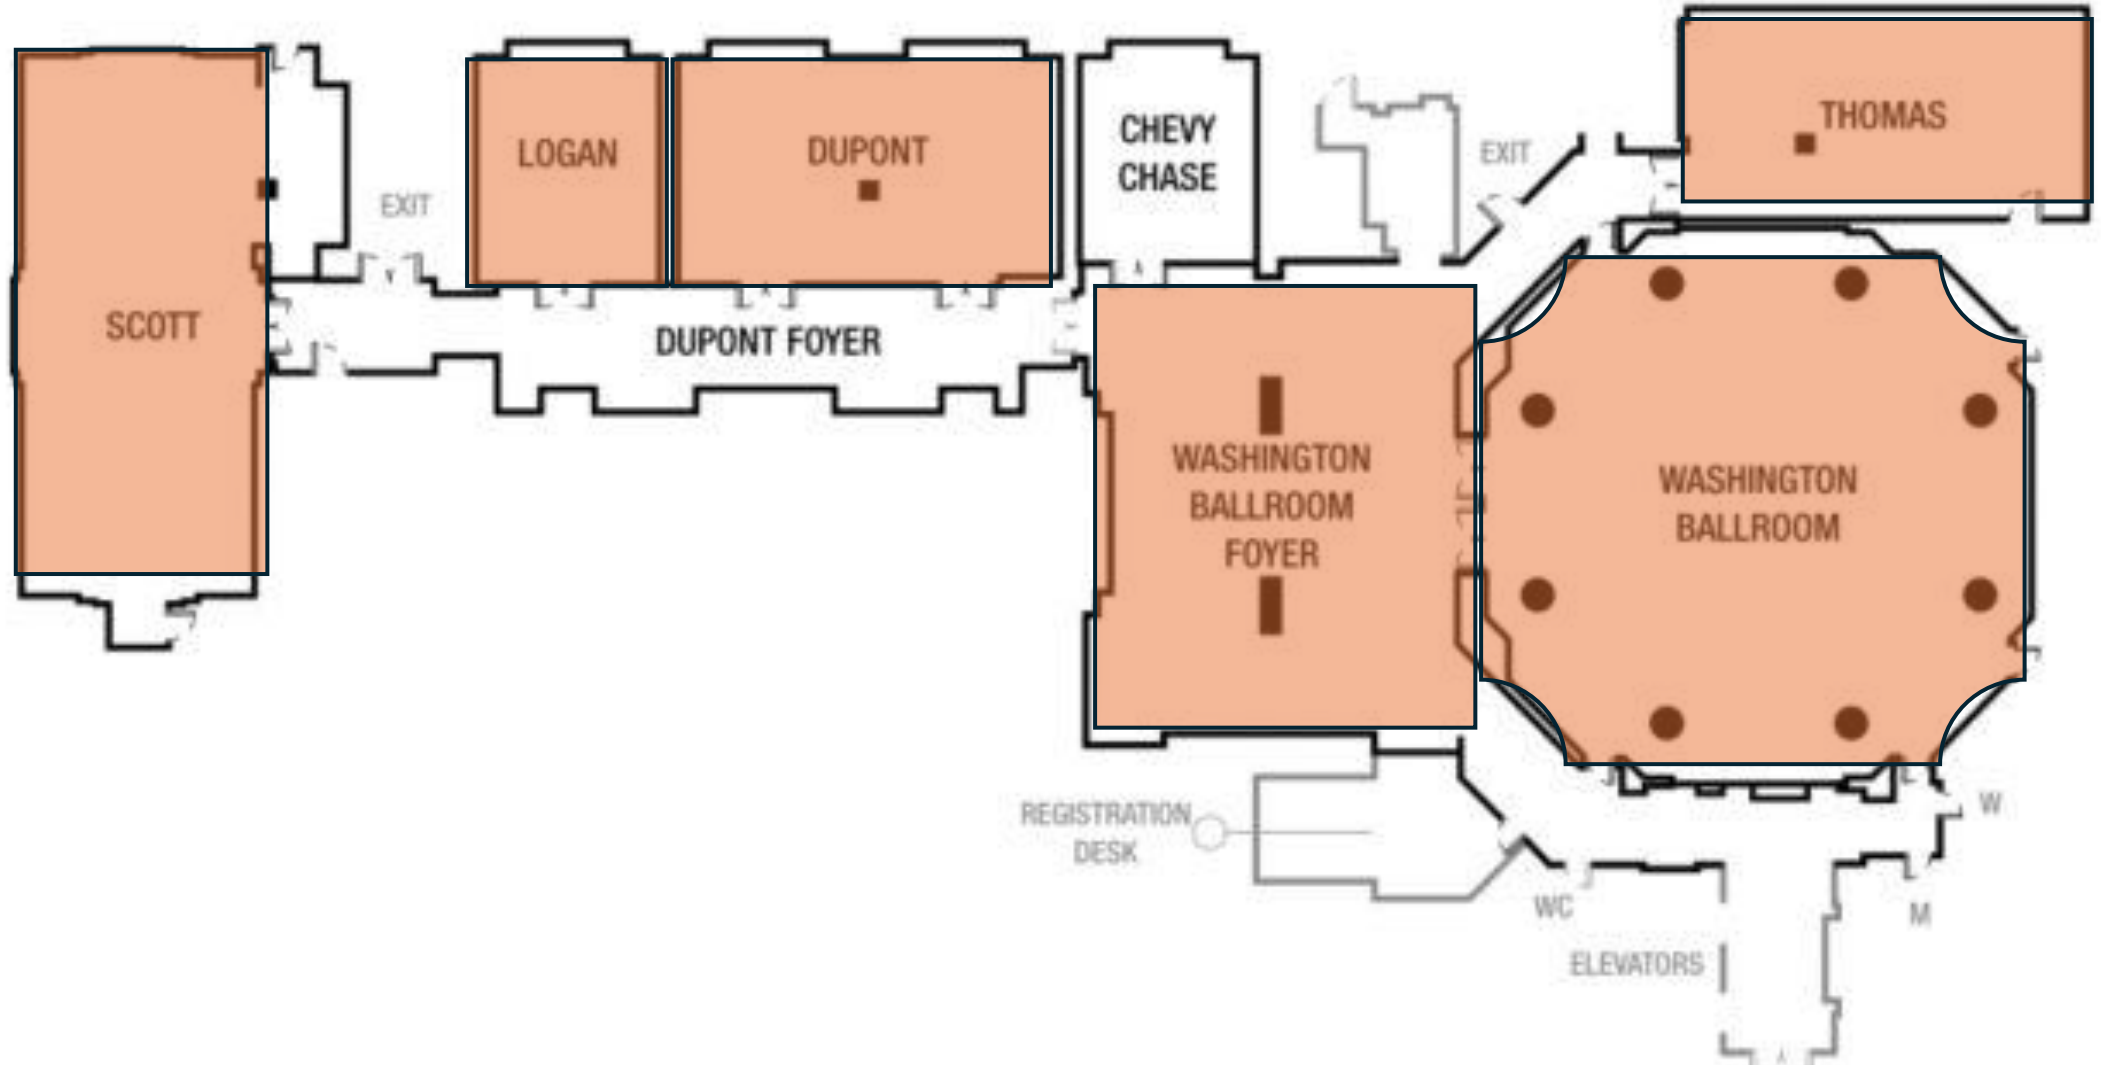 THOMAS
CHEVY
CHASE
LOGAN
DUPONT
EXIT
EXIT
SCOTT
DUPONT FOYER
WASHINGTON
BALLROOM
FOYER
WASHINGTON
BALLROOM
REGISTRATION
DESK
W
WC
M
ELEVATORS